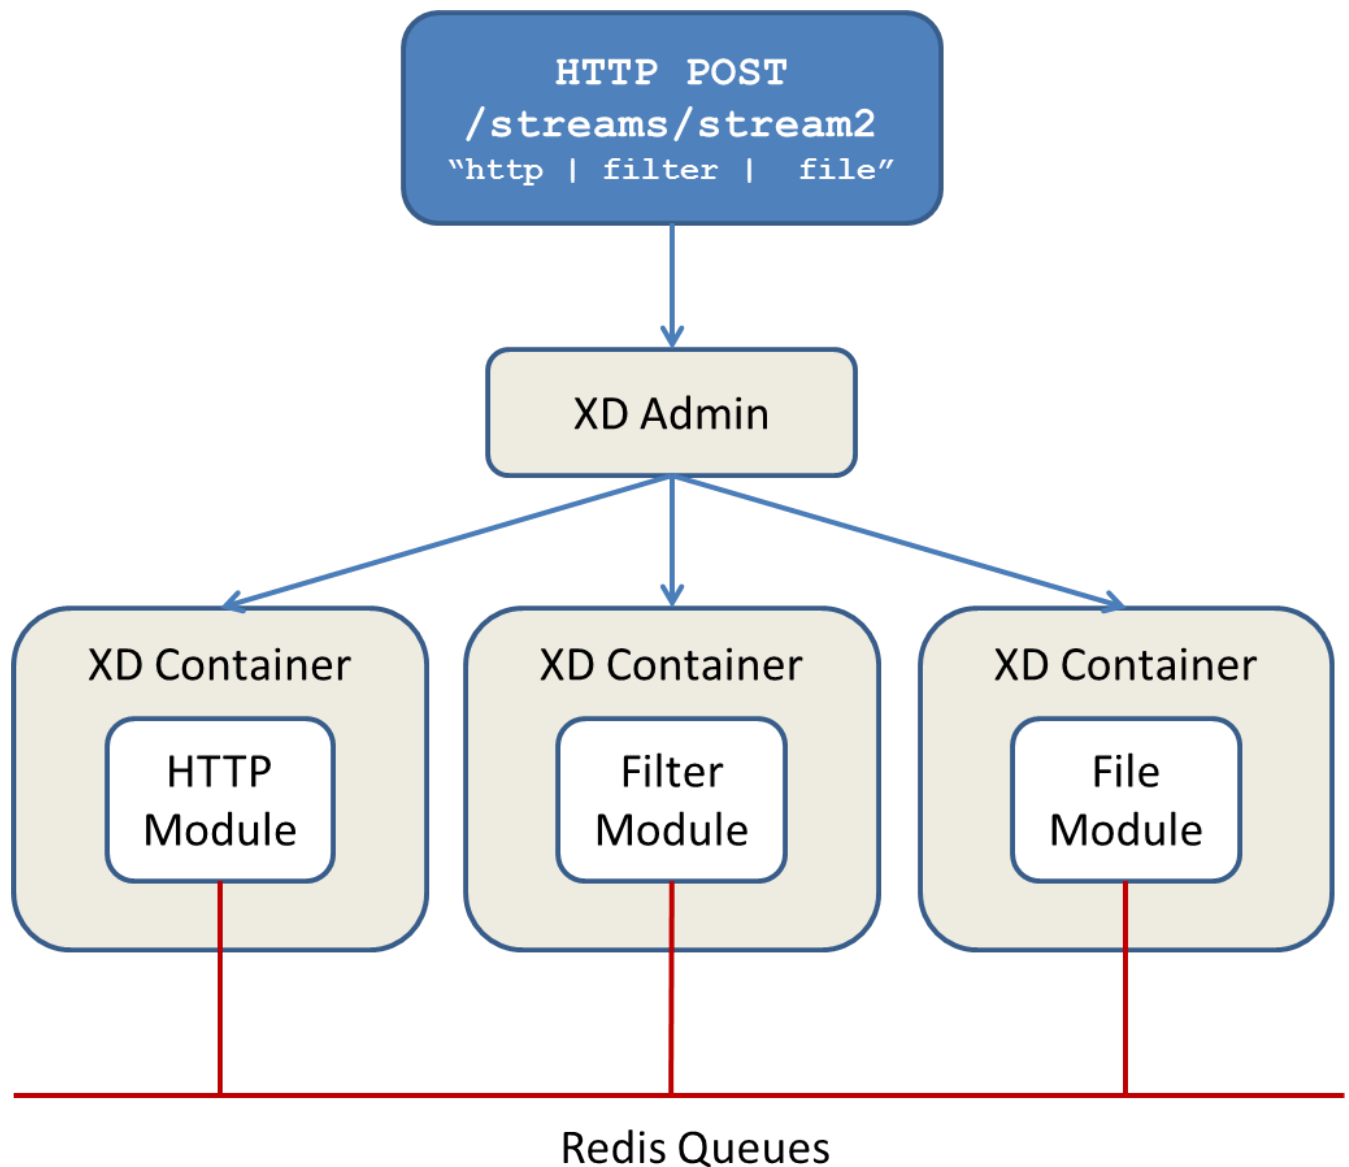 HTTP POST
/streams/stream2
“http | filter |  file”
XD Admin
XD Container
HTTP
Module
XD Container
Filter
Module
XD Container
File
Module
Redis Queues